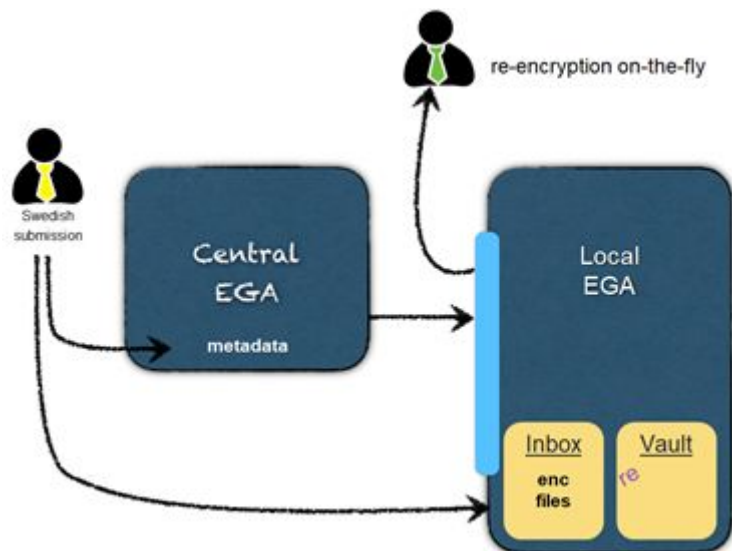 re-encryption on-the-fly
Swedish
submission
Central
EGA
metadata
Local
EGA
Inbox
enc
files
Vault
re